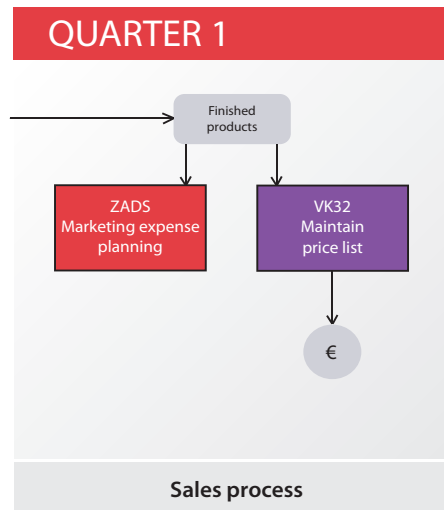 QUARTER 1
Finished
products
ZADS
Marketing expense
planning
VK32
Maintain
price list
€
Sales process